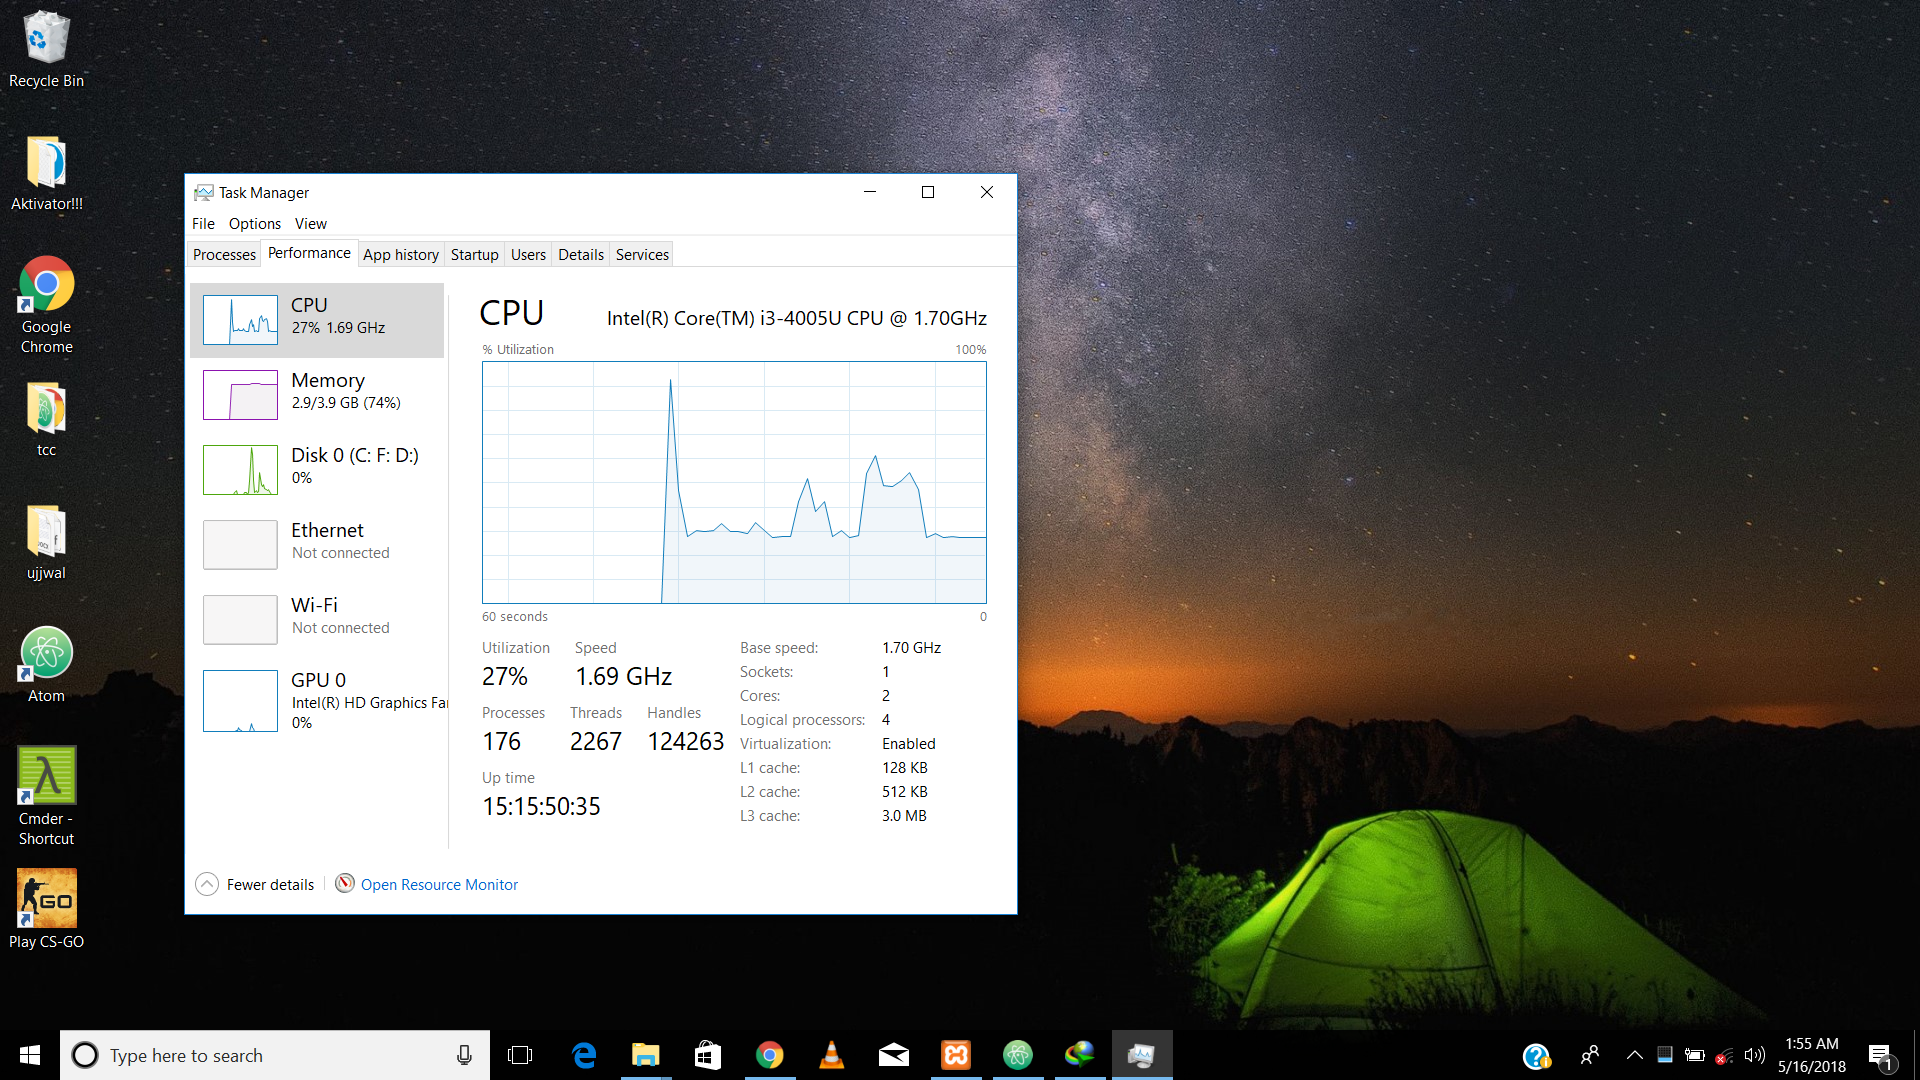 Recycle Bin
Aktivator!!!
Google
Chrome
tcc
ujjwal
Atom
Cmder -
Shortcut
GO
Play CS-GO
Task Manager
File Options View
Processes Performance App history Startup Users Details Services
CPU
27% 1.69 GHz
Memory
2.9/3.9 GB (74%)
Disk 0 (C: F: D:)
0%
Ethernet
Not connected
Wi-Fi
Not connected
GPU 0
Intel(R) HD Graphics Fa
0%
CPU Intel(R) Core(TM) i3-4005U CPU @ 1.70GHz
% Utilization 100%
60 seconds 0
Utilization Speed
27% 1.69 GHz
Processes Threads Handles
176 2267 124263
Up time
15:15:50:35
Base speed: 1.70 GHz
Sockets: 1
Cores: 2
Logical processors: 4
Virtualization: Enabled
L1 cache: 128 KB
L2 cache: 512 KB
L3 cache: 3.0 MB
Fewer details Open Resource Monitor
Type here to search
1:55 AM
5/16/2018
1